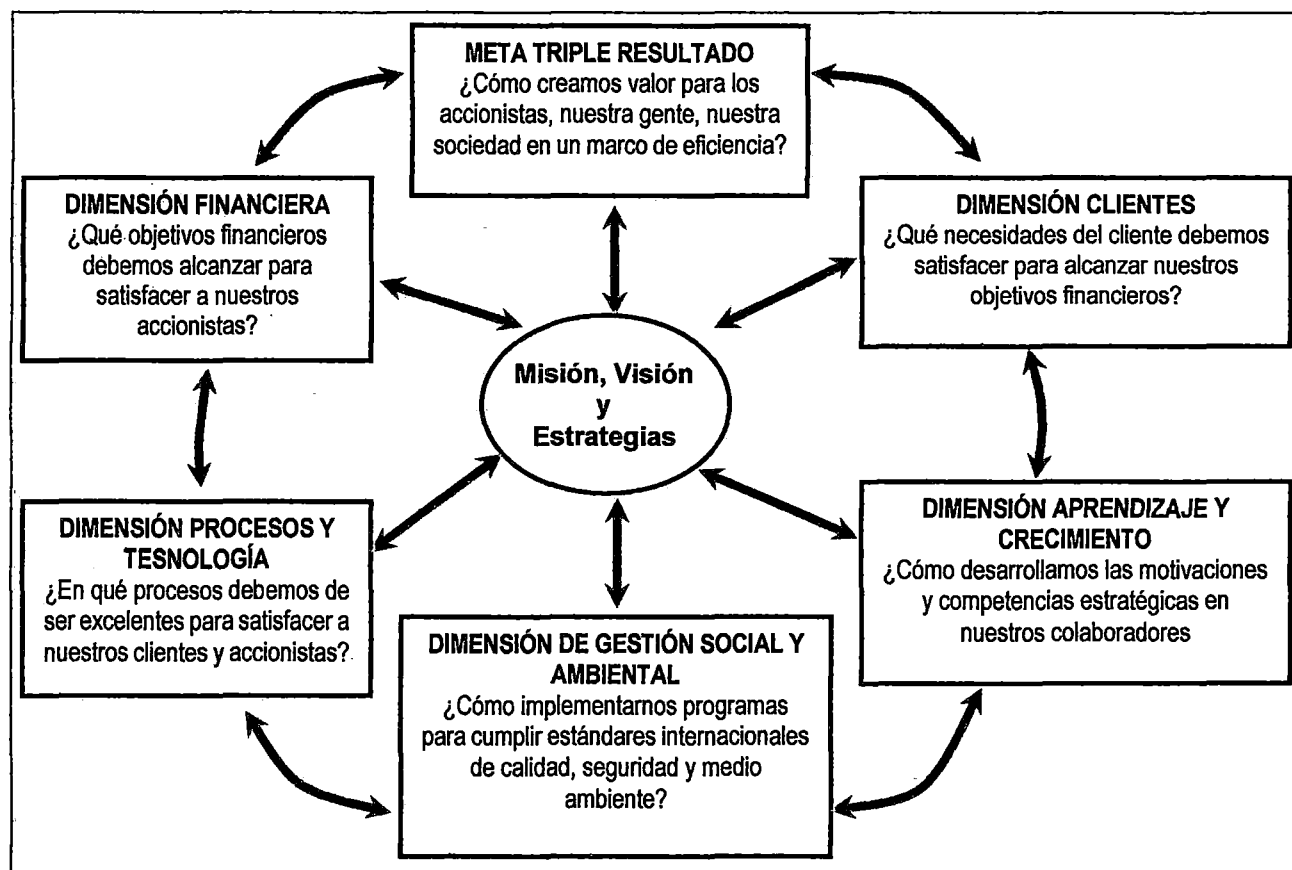 META TRIPLE RESULTADO
¿Cómo creamos valor para los
accionistas, nuestra gente, nuestra
sociedad en un marco de eficiencia?
DIMENSIÓN FINANCIERA
¿Qué objetivos financieros
debemos alcanzar para
satisfacer a nuestros
accionistas?
DIMENSIÓN CLIENTES
¿Qué necesidades del cliente debemos
satisfacer para alcanzar nuestros
objetivos financieros?
Misión, Visión
y
Estrategias
DIMENSIÓN PROCESOS Y
TESNOLOGÍA
¿En qué procesos debemos de
ser excelentes para satisfacer a
nuestros clientes y accionistas?
DIMENSIÓN APRENDIZAJE Y
CRECIMIENTO
¿Cómo desarrollamos las motivaciones
y competencias estratégicas en
nuestros colaboradores
DIMENSIÓN DE GESTIÓN SOCIAL Y
AMBIENTAL
¿Cómo implementamos programas
para cumplir estándares internacionales
de calidad, seguridad y medio
ambiente?